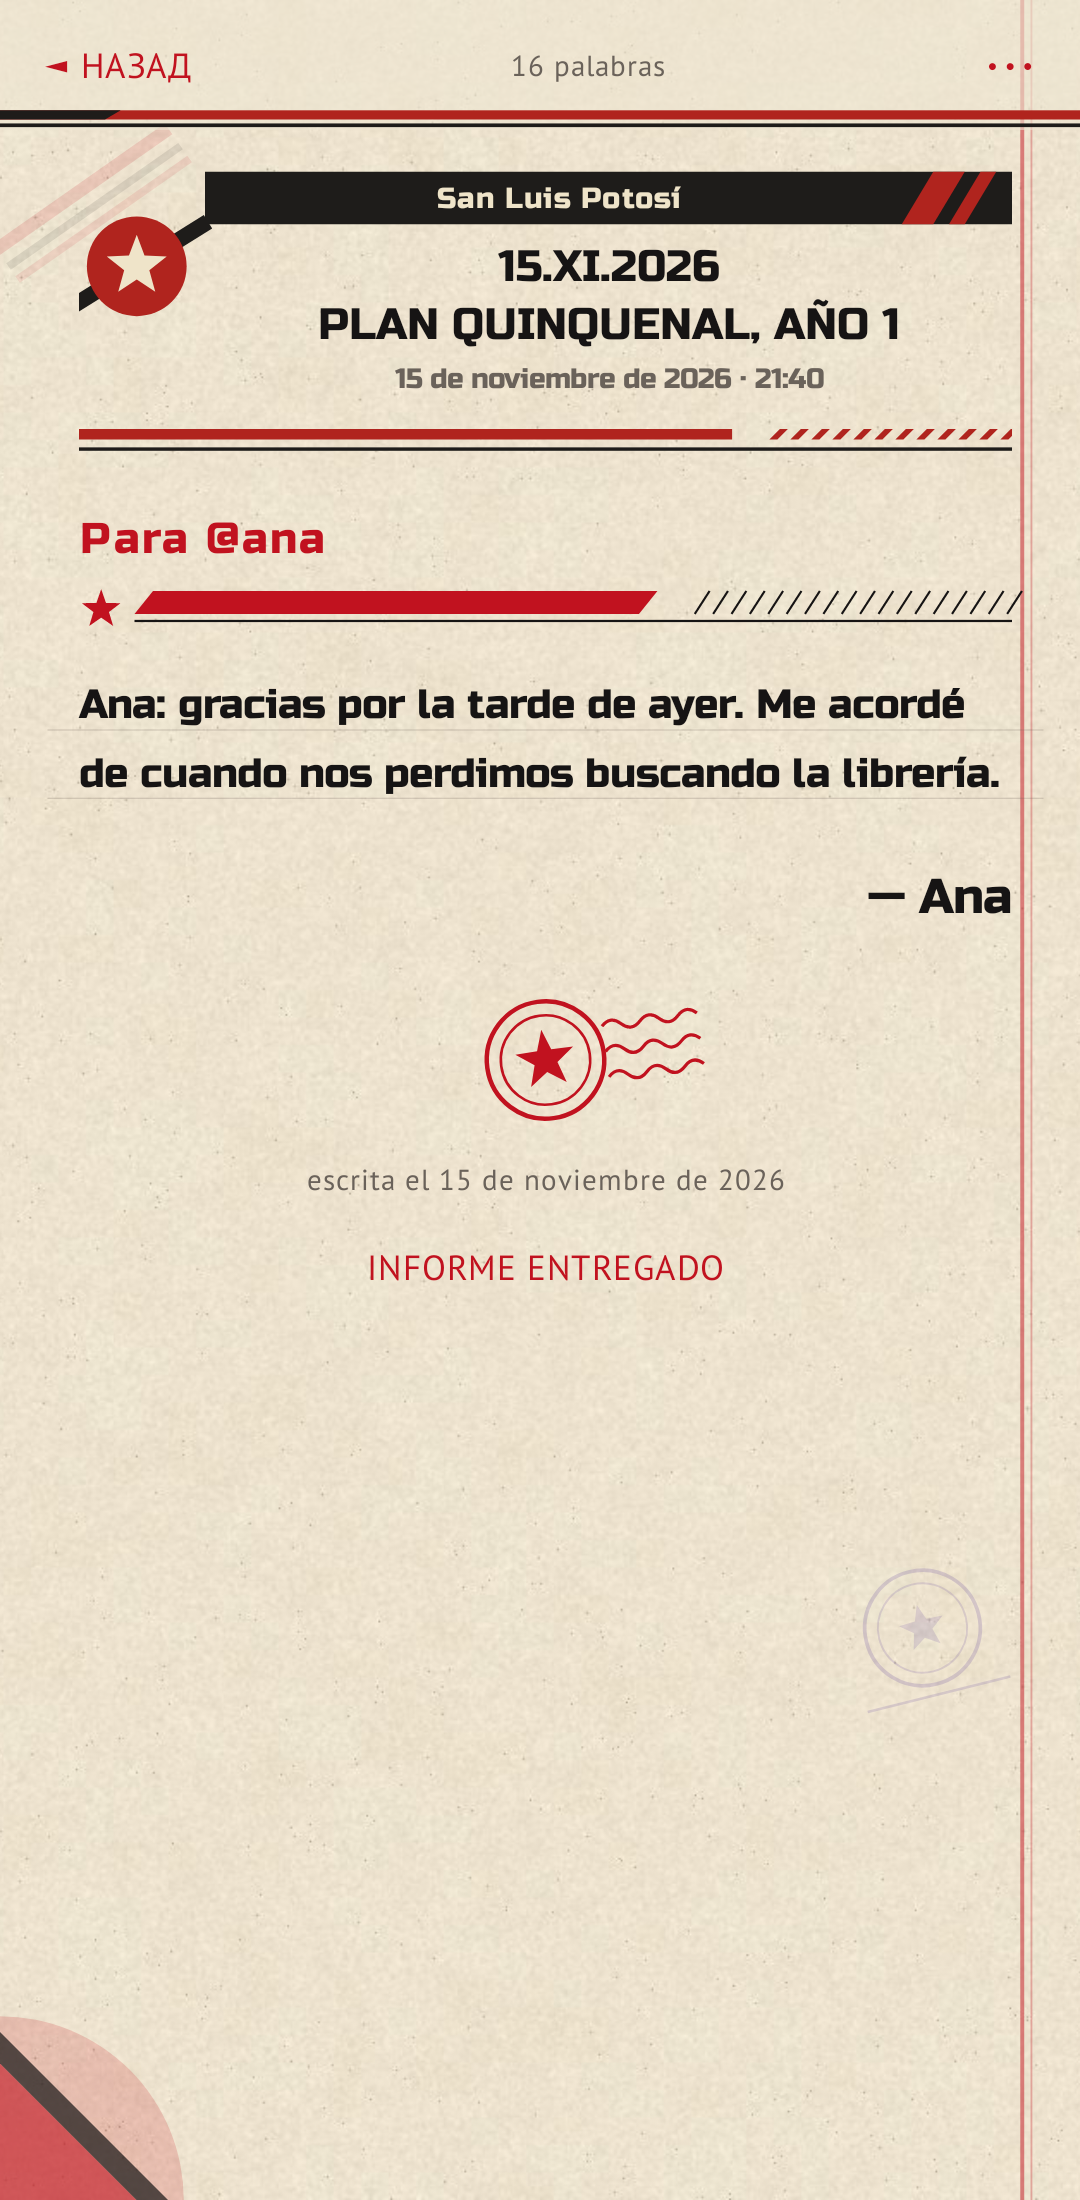 ◄ НАЗАД
16 palabras
San Luis Potosí
15.XI.2026
PLAN QUINQUENAL, AÑO 1
15 de noviembre de 2026 · 21:40
Para @ana
Ana: gracias por la tarde de ayer. Me acordé
de cuando nos perdimos buscando la librería.
— Ana
escrita el 15 de noviembre de 2026
INFORME ENTREGADO